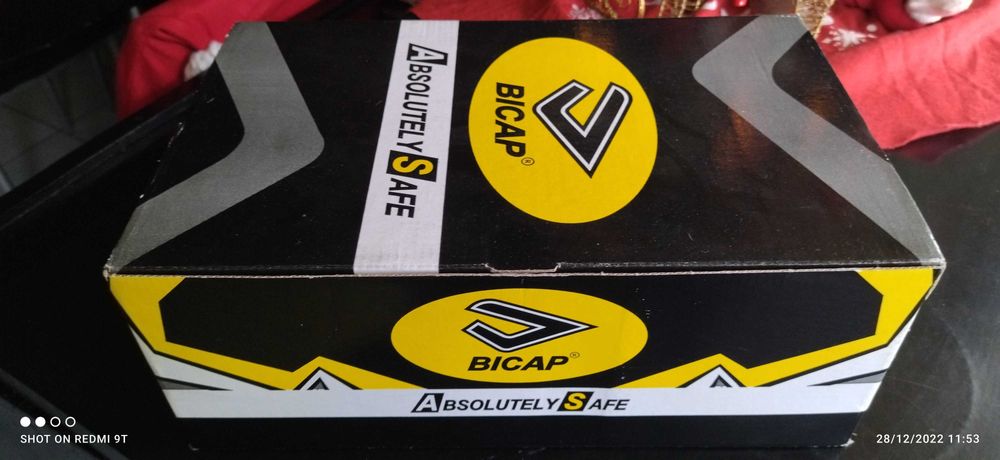 ABSOLUTELY SAFE
BICAP®
BICAP®
ABSOLUTELY SAFE
SHOT ON REDMI 9T
28/12/2022 11:53